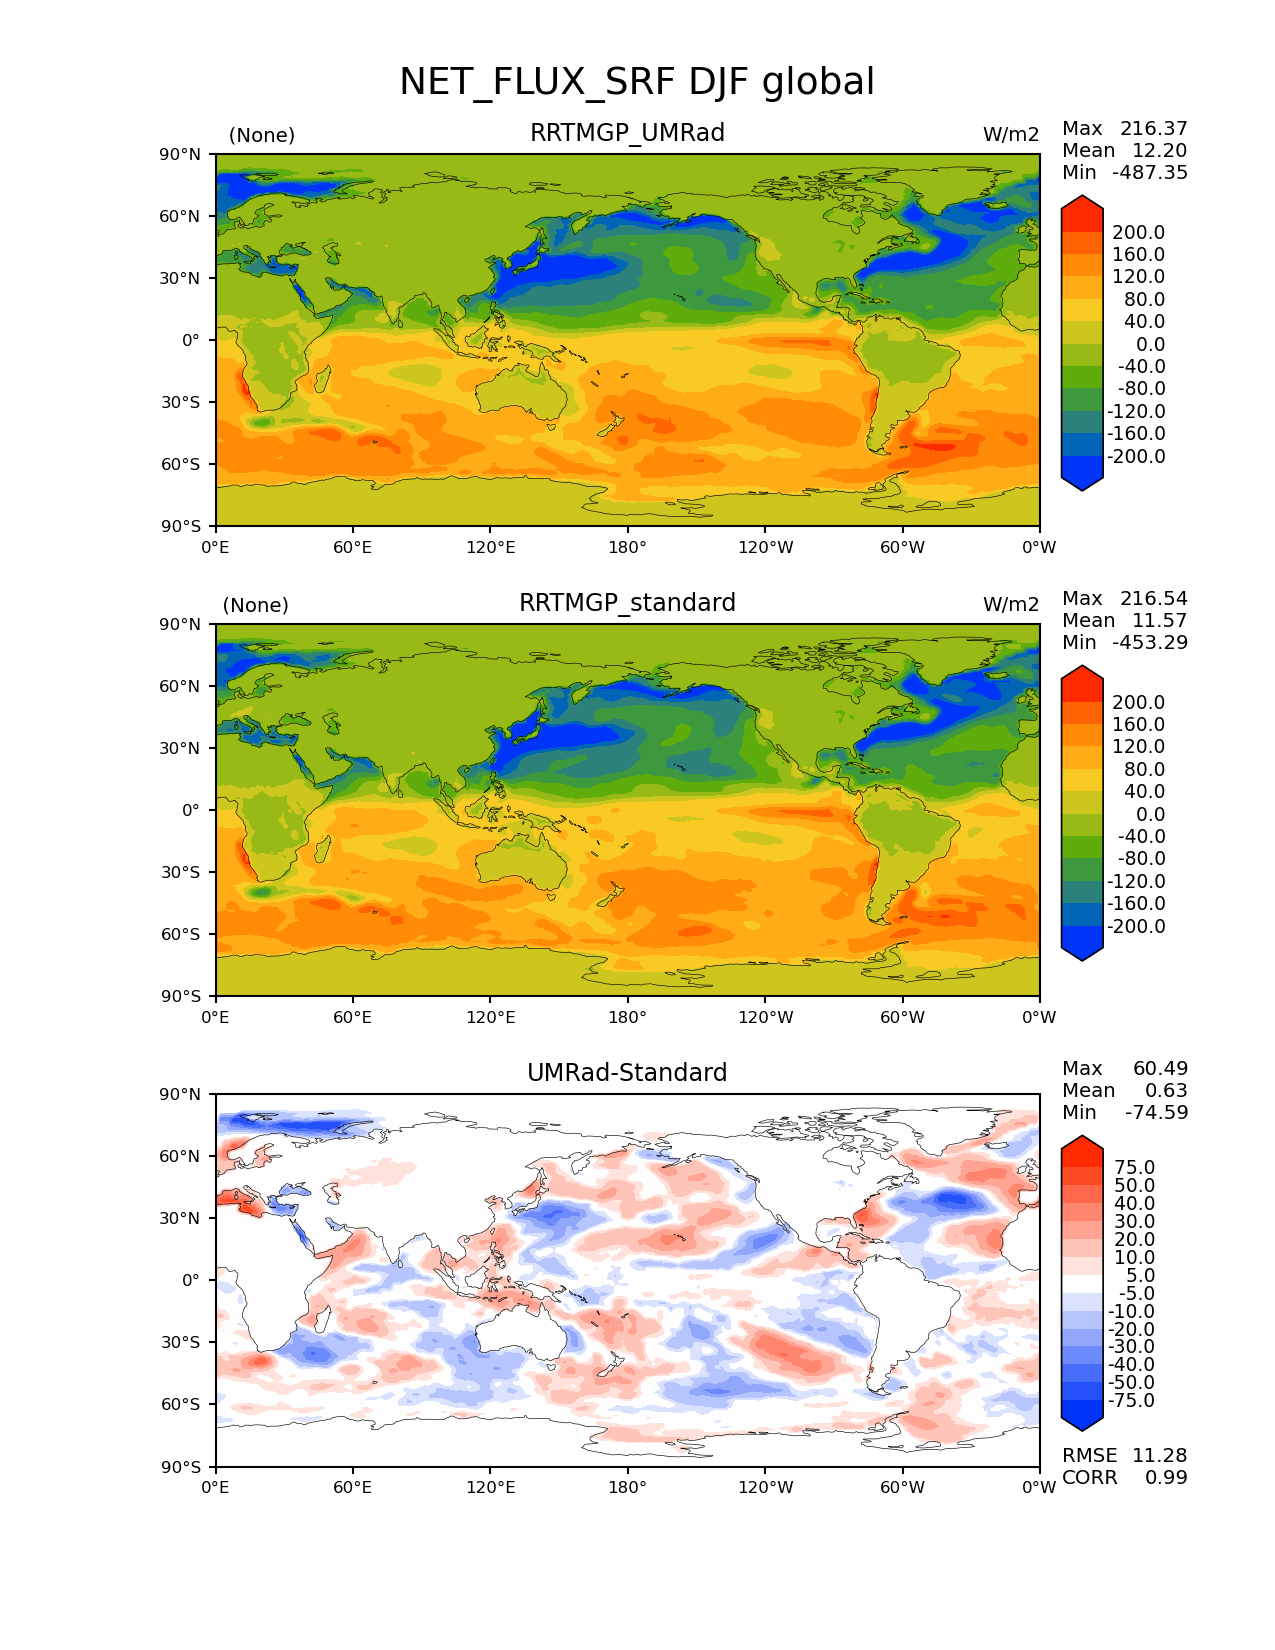 NET_FLUX_SRF DJF global
(None) RRTMGP_UMRad W/m2
Max 216.37
Mean 12.20
Min -487.35
90°N
60°N
30°N
0°
30°S
60°S
90°S
0°E 60°E 120°E 180° 120°W 60°W 0°W
200.0
160.0
120.0
80.0
40.0
0.0
-40.0
-80.0
-120.0
-160.0
-200.0
(None) RRTMGP_standard W/m2
Max 216.54
Mean 11.57
Min -453.29
90°N
60°N
30°N
0°
30°S
60°S
90°S
0°E 60°E 120°E 180° 120°W 60°W 0°W
200.0
160.0
120.0
80.0
40.0
0.0
-40.0
-80.0
-120.0
-160.0
-200.0
UMRad-Standard
Max 60.49
Mean 0.63
Min -74.59
90°N
60°N
30°N
0°
30°S
60°S
90°S
0°E 60°E 120°E 180° 120°W 60°W 0°W
75.0
50.0
40.0
30.0
20.0
10.0
5.0
-5.0
-10.0
-20.0
-30.0
-40.0
-50.0
-75.0
RMSE 11.28
CORR 0.99